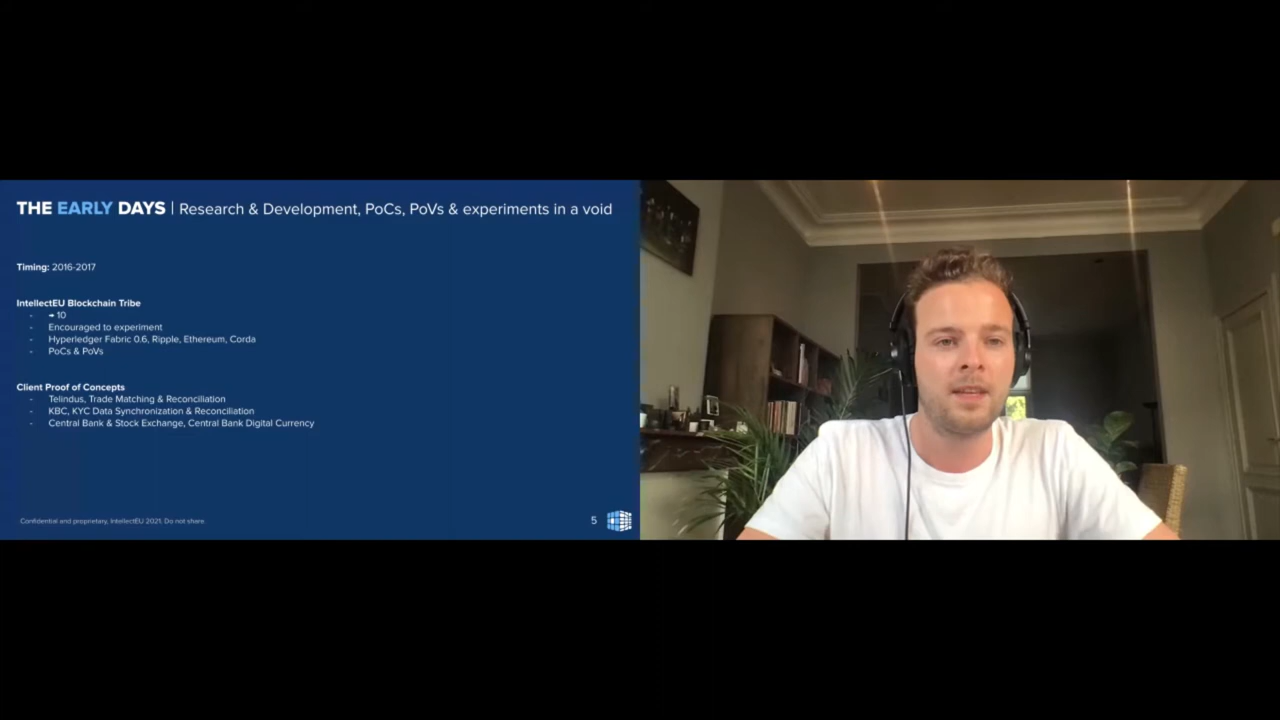 THE EARLY DAYS | Research & Development, PoCs, PoVs & experiments in a void
Timing: 2016-2017
IntellectEU Blockchain Tribe
- → 10
- Encouraged to experiment
- Hyperledger Fabric 0.6, Ripple, Ethereum, Corda
- PoCs & PoVs
Client Proof of Concepts
- Telindus, Trade Matching & Reconciliation
- KBC, KYC Data Synchronization & Reconciliation
- Central Bank & Stock Exchange, Central Bank Digital Currency
Confidential and proprietary, IntellectEU 2021. Do not share.
5